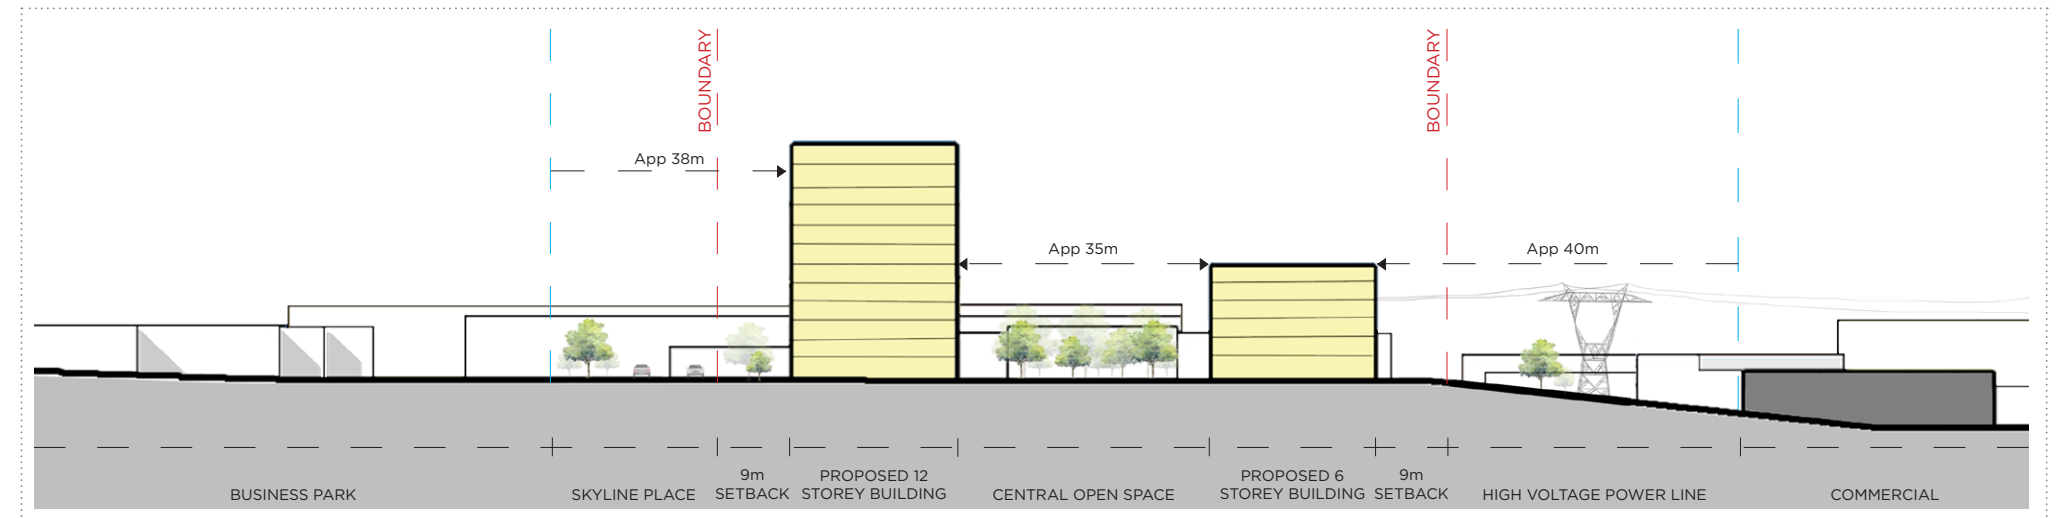 BOUNDARY
BOUNDARY
App 38m
App 35m
App 40m
BUSINESS PARK
SKYLINE PLACE
9m
SETBACK
PROPOSED 12
STOREY BUILDING
CENTRAL OPEN SPACE
PROPOSED 6
STOREY BUILDING
9m
SETBACK
HIGH VOLTAGE POWER LINE
COMMERCIAL